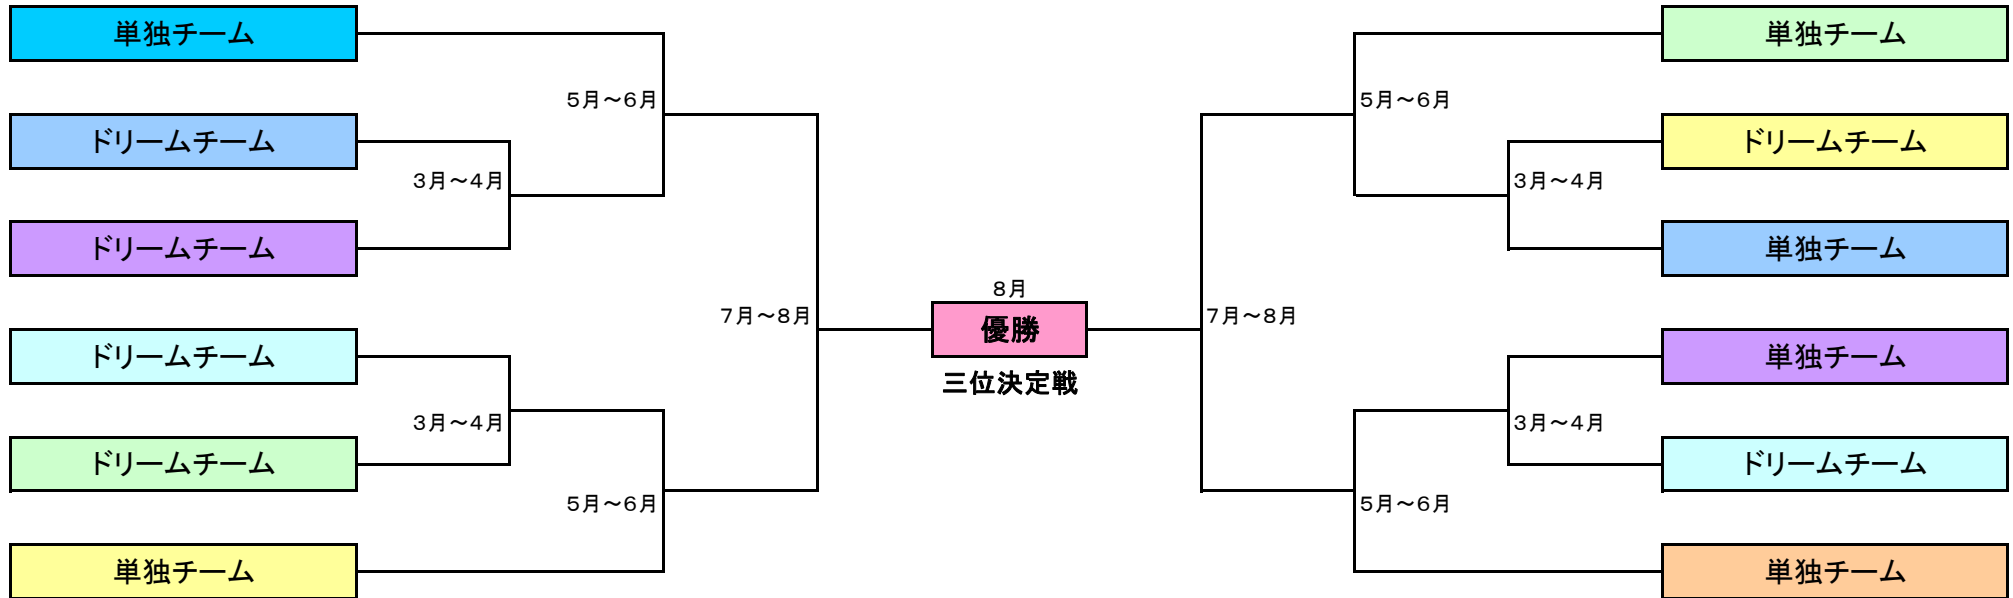 単独チーム
ドリームチーム
ドリームチーム
ドリームチーム
ドリームチーム
単独チーム
5月～6月
3月～4月
3月～4月
5月～6月
7月～8月
8月
優勝
三位決定戦
7月～8月
5月～6月
3月～4月
3月～4月
5月～6月
単独チーム
ドリームチーム
単独チーム
単独チーム
ドリームチーム
単独チーム